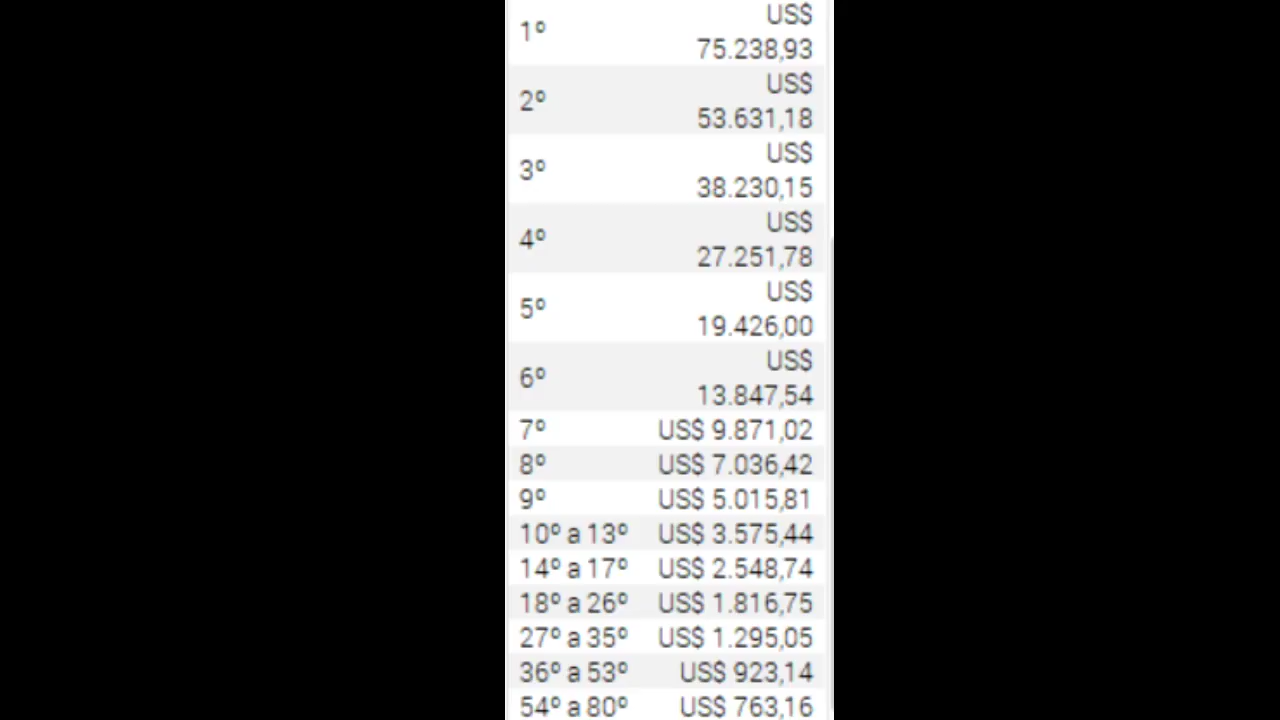 1º US$
75.238,93
2º US$
53.631,18
3º US$
38.230,15
4º US$
27.251,78
5º US$
19.426,00
6º US$
13.847,54
7º US$ 9.871,02
8º US$ 7.036,42
9º US$ 5.015,81
10º a 13º US$ 3.575,44
14º a 17º US$ 2.548,74
18º a 26º US$ 1.816,75
27º a 35º US$ 1.295,05
36º a 53º US$ 923,14
54º a 80º US$ 763,16